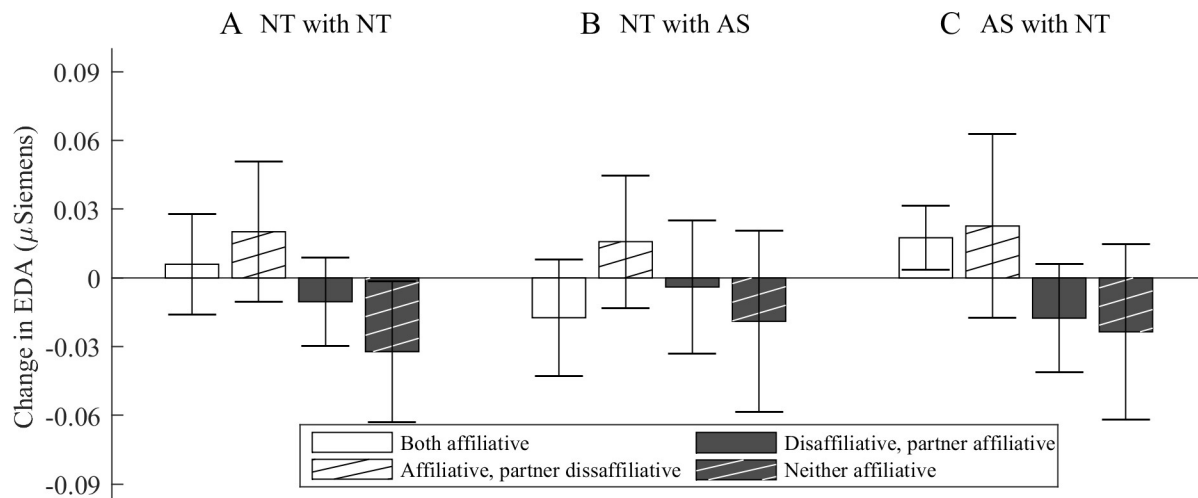 A NT with NT
B NT with AS
C AS with NT
Change in EDA (μSiemens)
0.09
0.06
0.03
0
-0.03
-0.06
-0.09
Both affiliative
Affiliative, partner dissaffiliative
Disaffiliative, partner affiliative
Neither affiliative